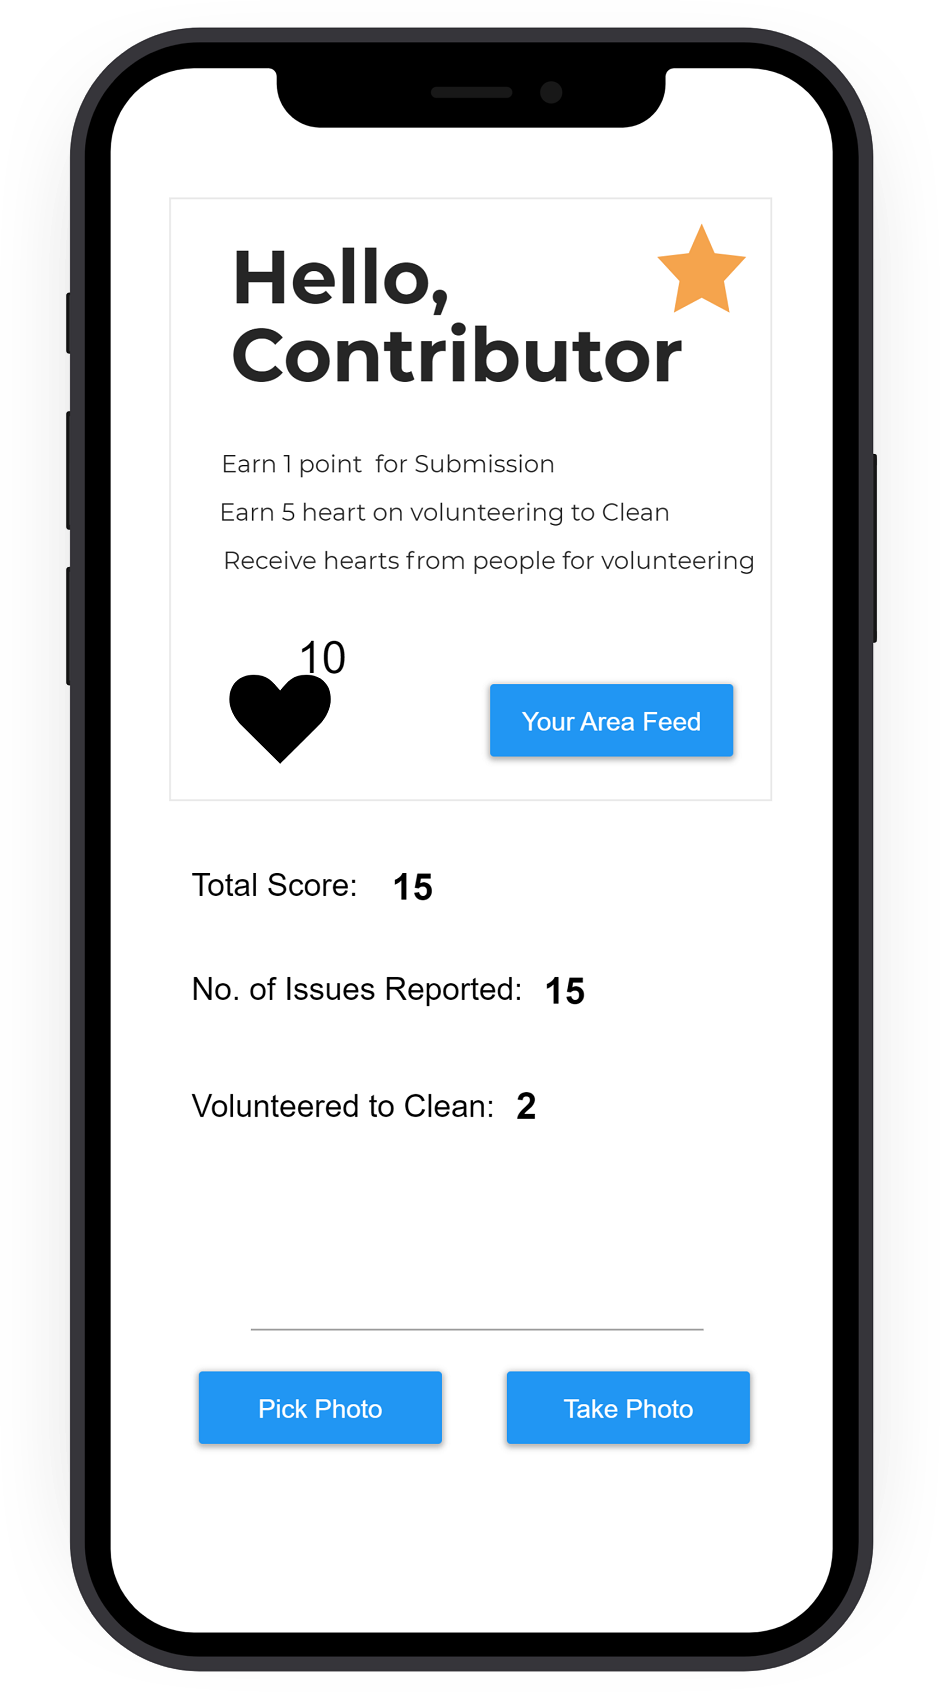 Hello,
Contributor
Earn 1 point  for Submission
Earn 5 heart on volunteering to Clean
Receive hearts from people for volunteering
10
Your Area Feed
Total Score: 15
No. of Issues Reported: 15
Volunteered to Clean: 2
Pick Photo
Take Photo